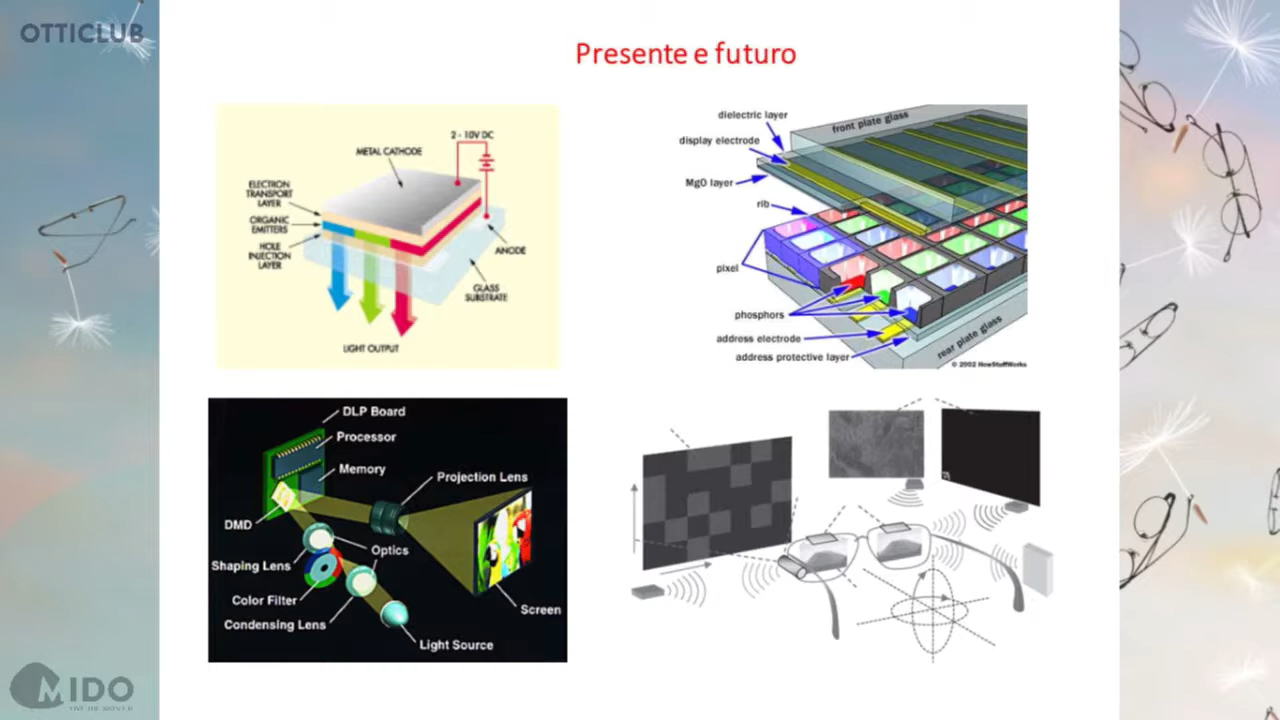 OTTICLUB
Presente e futuro
2 - 10V DC
METAL CATHODE
ELECTRON
TRANSPORT
LAYER
ORGANIC
EMITTERS
HOLE
INJECTION
LAYER
ANODE
GLASS
SUBSTRATE
LIGHT OUTPUT
dielectric layer
front plate glass
display electrode
MgO layer
rib
pixel
phosphors
address electrode
rear plate glass
address protective layer
© 2002 HowStuffWorks
DLP Board
Processor
Memory
Projection Lens
DMD
Optics
Shaping Lens
Color Filter
Condensing Lens
Screen
Light Source
MIDO